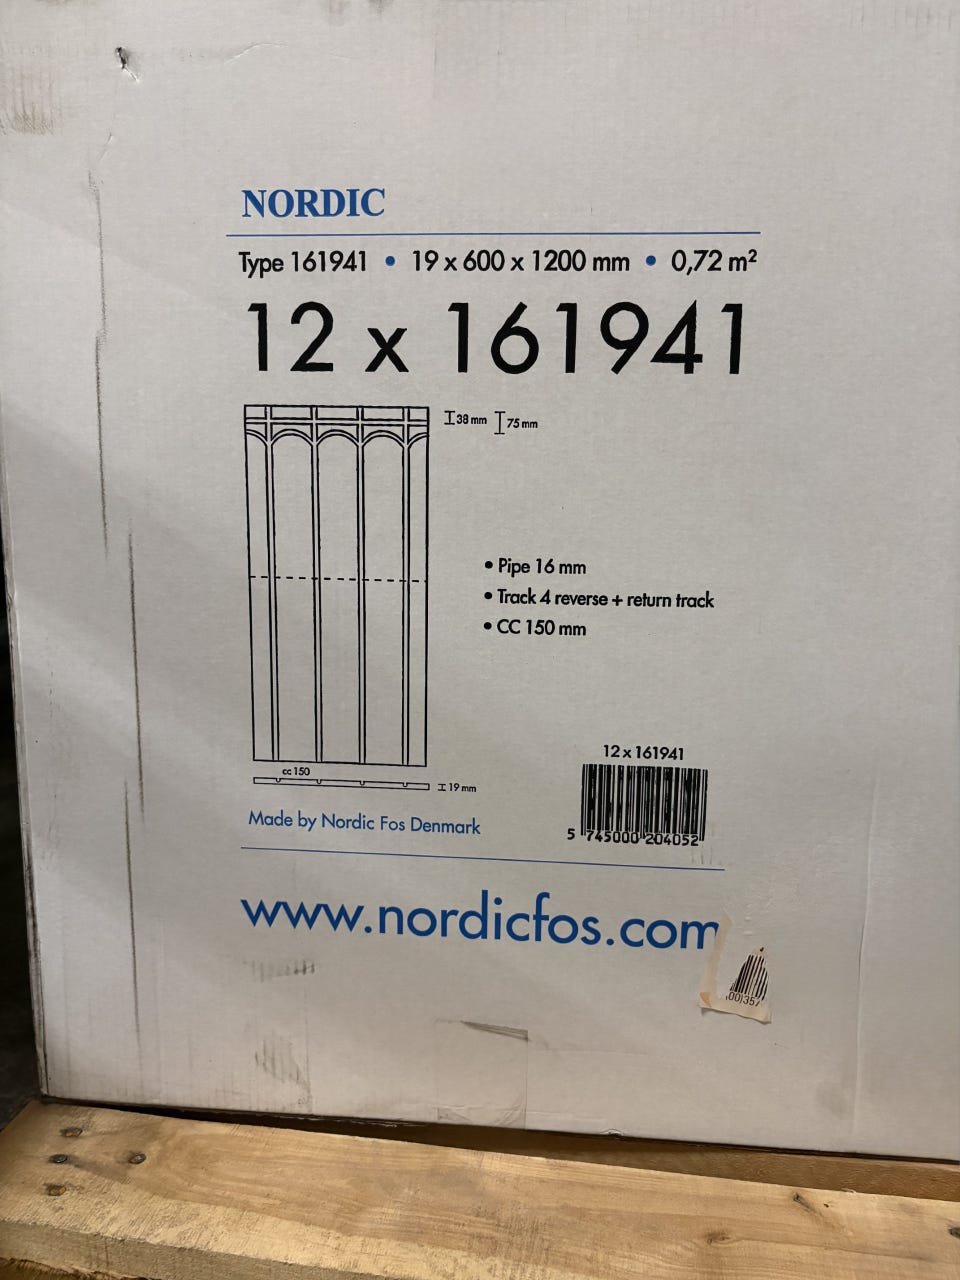 NORDIC
Type 161941 • 19 x 600 x 1200 mm • 0,72 m²
12 x 161941
38 mm 75 mm
• Pipe 16 mm
• Track 4 reverse + return track
• CC 150 mm
12 x 161941
cc 150
19 mm
5 745000 204052
Made by Nordic Fos Denmark
www.nordicfos.com